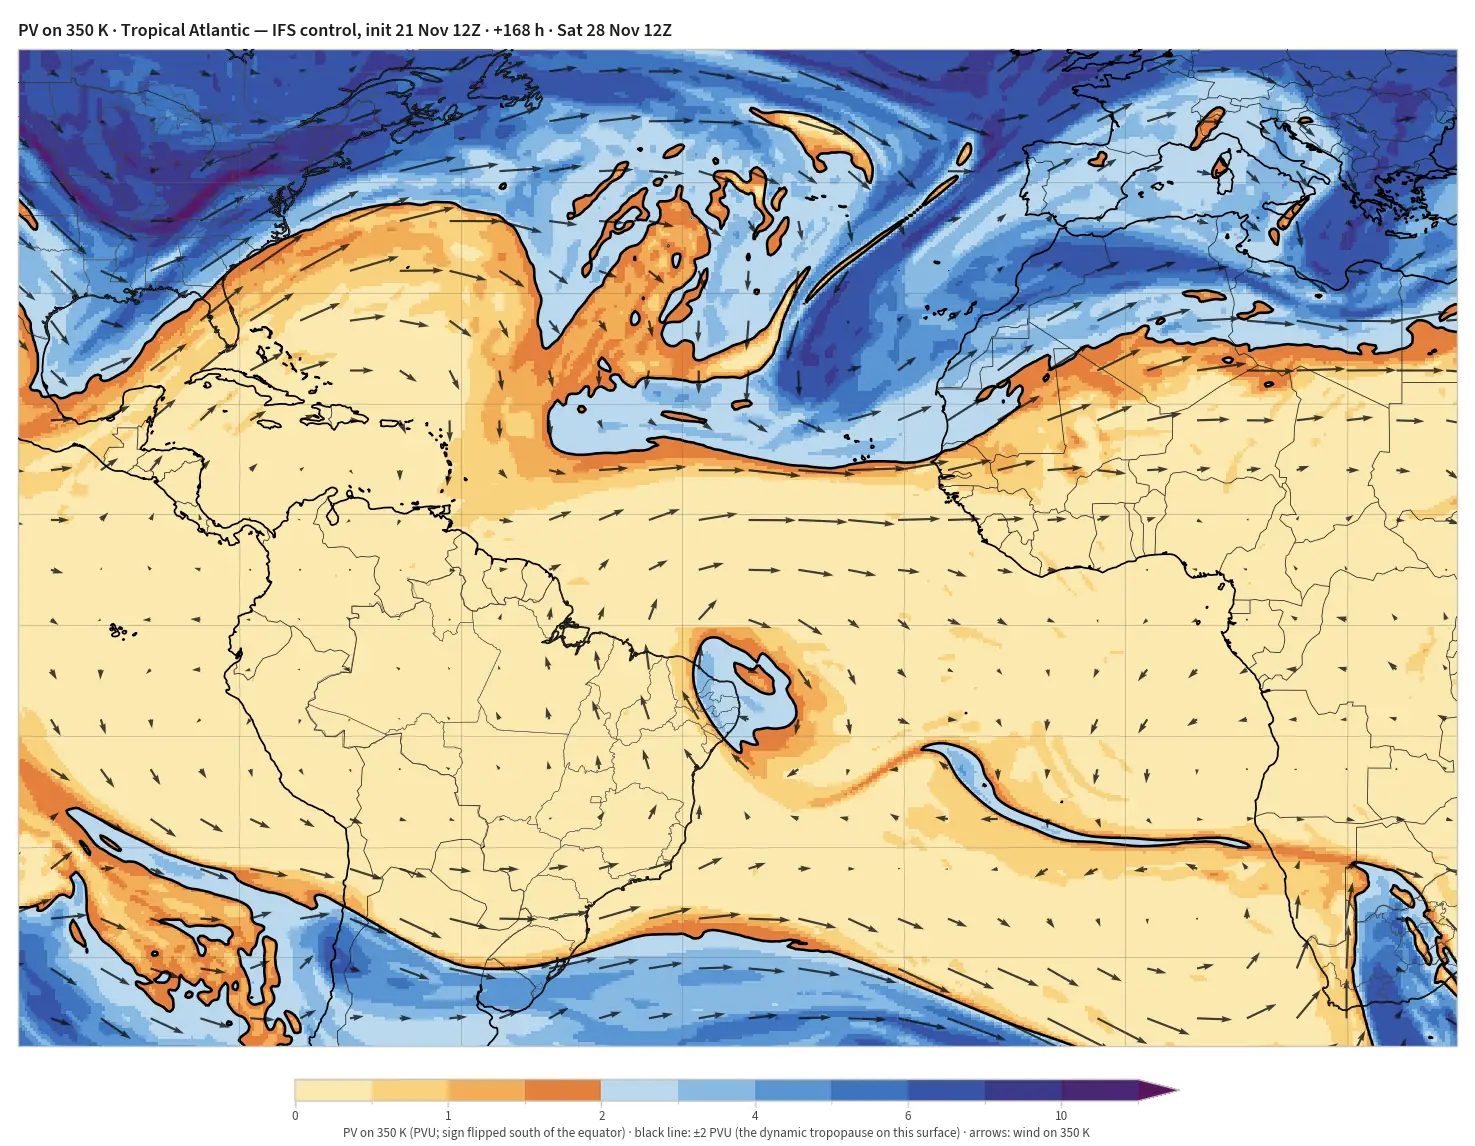 PV on 350 K · Tropical Atlantic — IFS control, init 21 Nov 12Z · +168 h · Sat 28 Nov 12Z
0 1 2 4 6 10
PV on 350 K (PVU; sign flipped south of the equator) · black line: ±2 PVU (the dynamic tropopause on this surface) · arrows: wind on 350 K